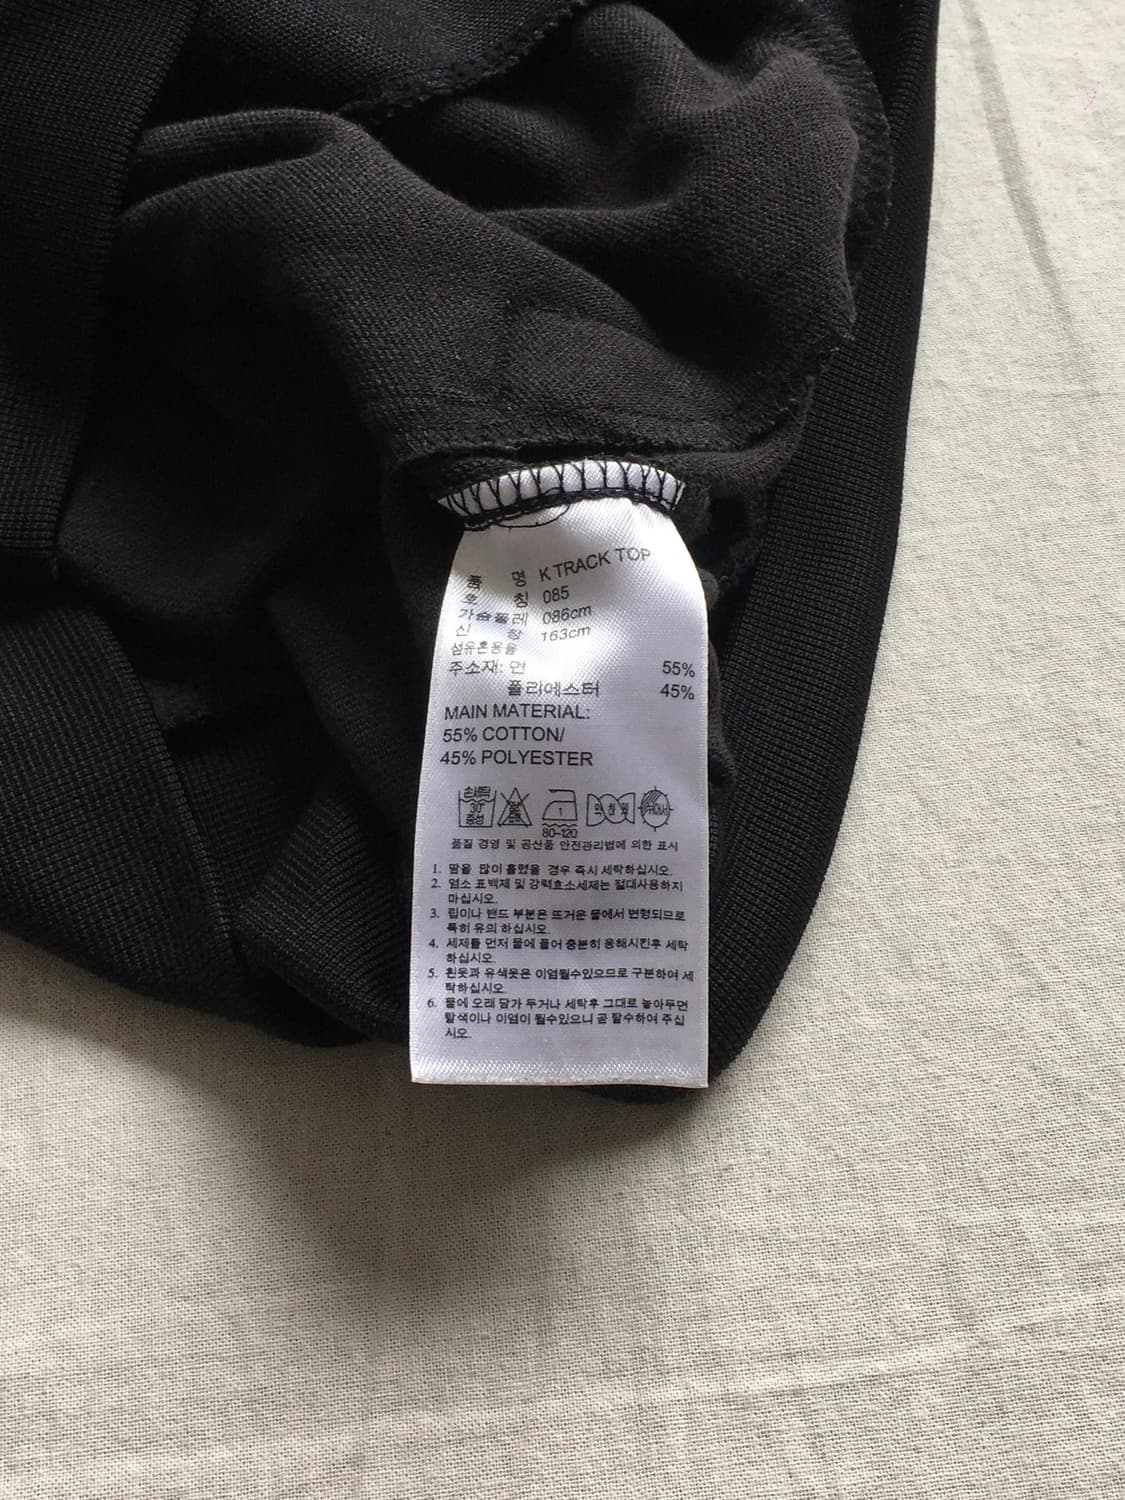 품 명 K TRACK TOP
호 칭 085
가슴둘레 086cm
신 장 163cm
섬유혼용율
주소재: 면 55%
폴리에스터 45%
MAIN MATERIAL:
55% COTTON/
45% POLYESTER
손세탁 30 중성 1 80-120
품질 경영 및 공산품 안전관리법에 의한 표시
1. 땀을 많이 흘렸을 경우 즉시 세탁하십시오.
2. 염소 표백제 및 강력효소세제는 절대사용하지
마십시오.
3. 립이나 밴드 부분은 뜨거운 물에서 변형되므로
특히 유의 하십시오.
4. 세제를 먼저 물에 풀어 충분히 용해시킨후 세탁
하십시오.
5. 흰옷과 유색옷은 이염될수있으므로 구분하여 세
탁하십시오.
6. 물에 오래 담가 두거나 세탁후 그대로 놓아두면
탈색이나 이염이 될수있으니 곧 탈수하여 주십
시오.